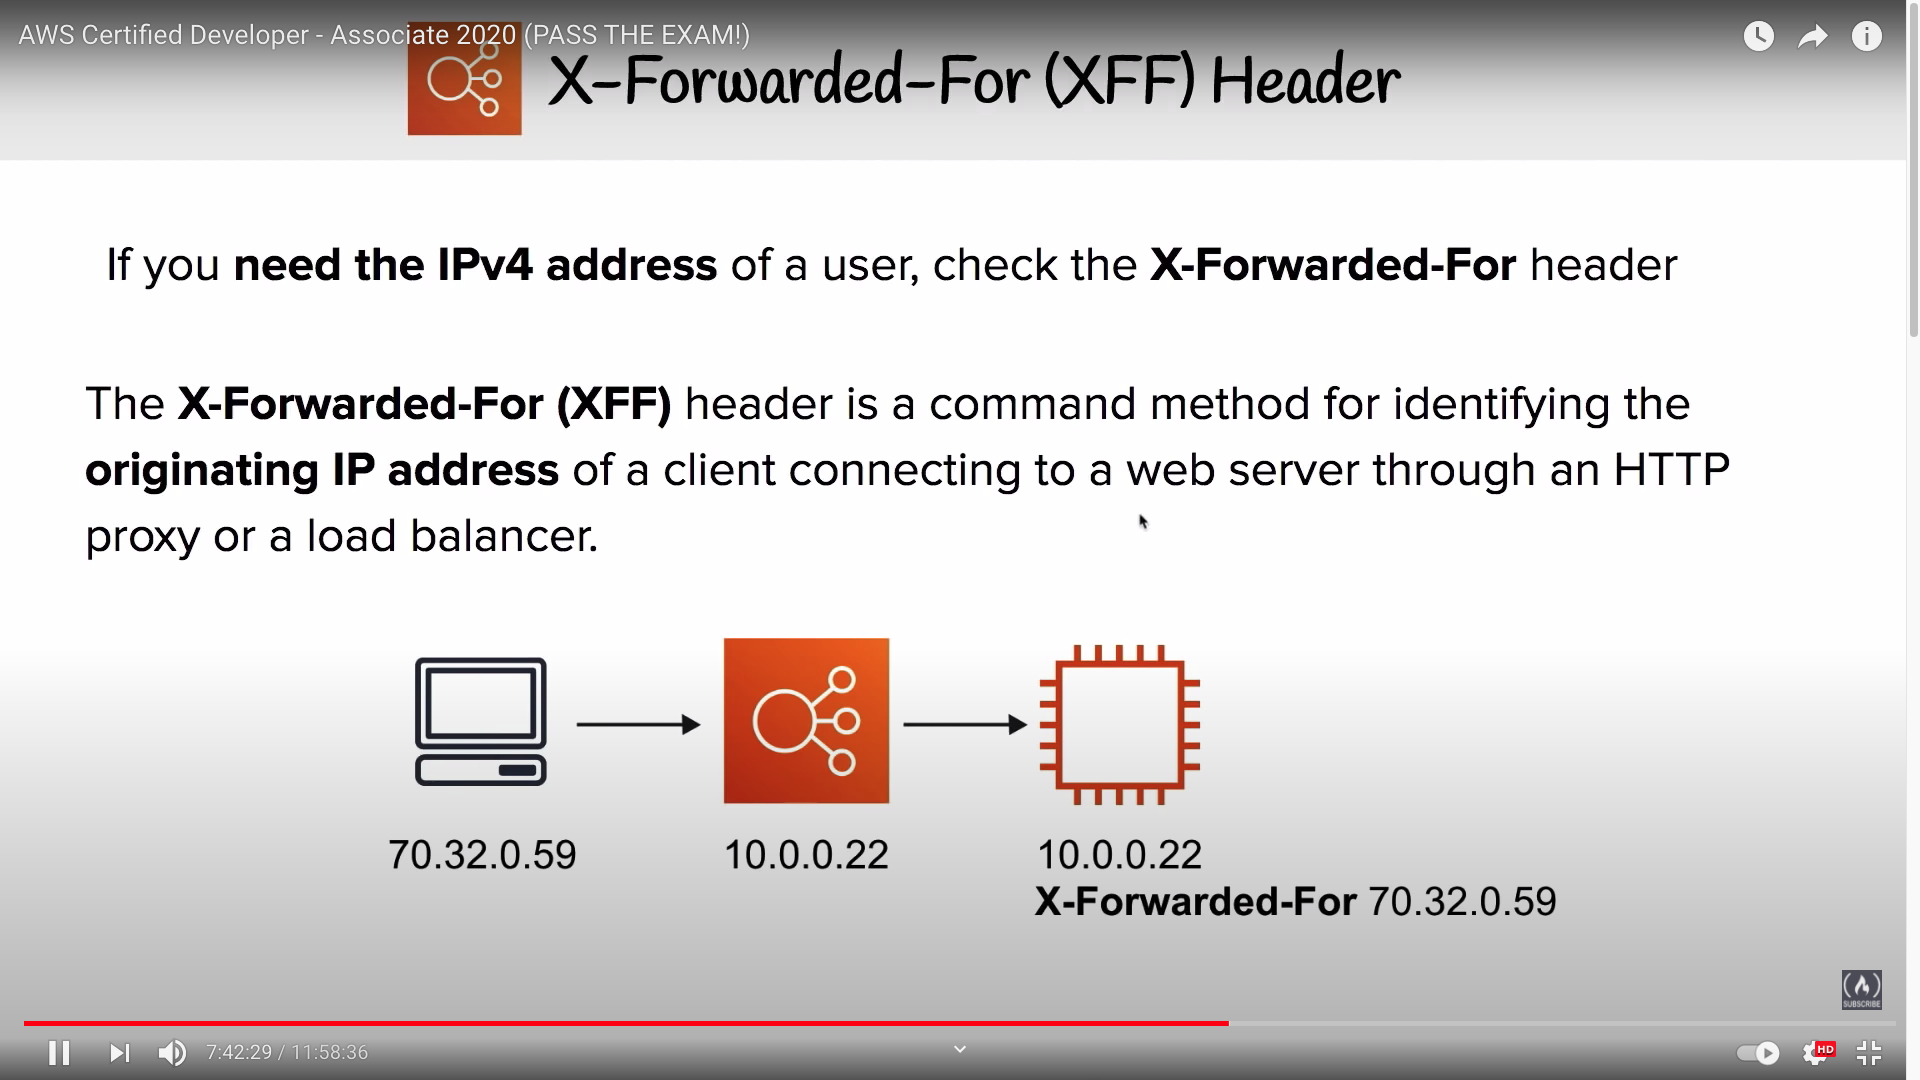 AWS Certified Developer - Associate 2020 (PASS THE EXAM!)
X-Forwarded-For (XFF) Header
If you need the IPv4 address of a user, check the X-Forwarded-For header
The X-Forwarded-For (XFF) header is a command method for identifying the
originating IP address of a client connecting to a web server through an HTTP
proxy or a load balancer.
70.32.0.59
10.0.0.22
10.0.0.22
X-Forwarded-For 70.32.0.59
SUBSCRIBE
7:42:29 / 11:58:36
HD